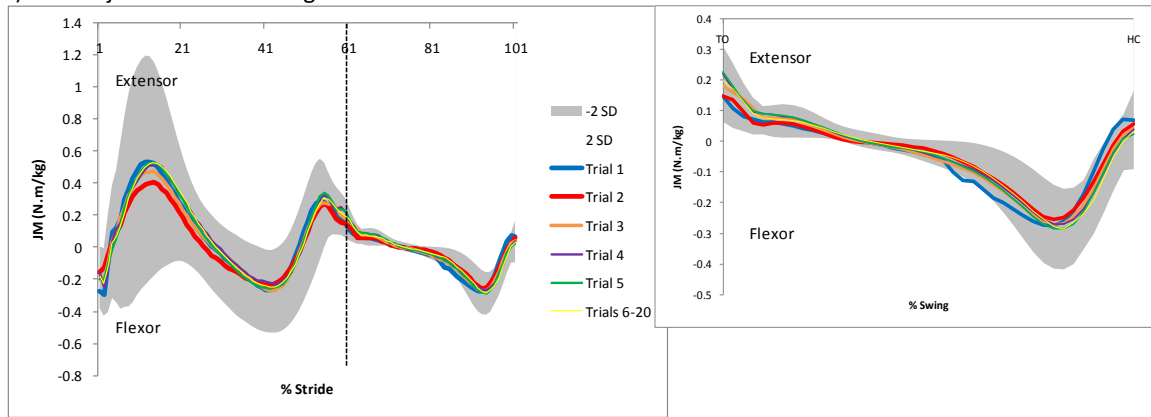 1.4
1.2
1
0.8
0.6
0.4
0.2
0
-0.2
-0.4
-0.6
-0.8
1 21 41 61 81 101
JM (N.m/kg)
Extensor
Flexor
% Stride
-2 SD
2 SD
Trial 1
Trial 2
Trial 3
Trial 4
Trial 5
Trials 6-20
0.4
0.3
0.2
0.1
0
-0.1
-0.2
-0.3
-0.4
-0.5
TO HC
JM (N.m/kg)
Extensor
Flexor
% Swing